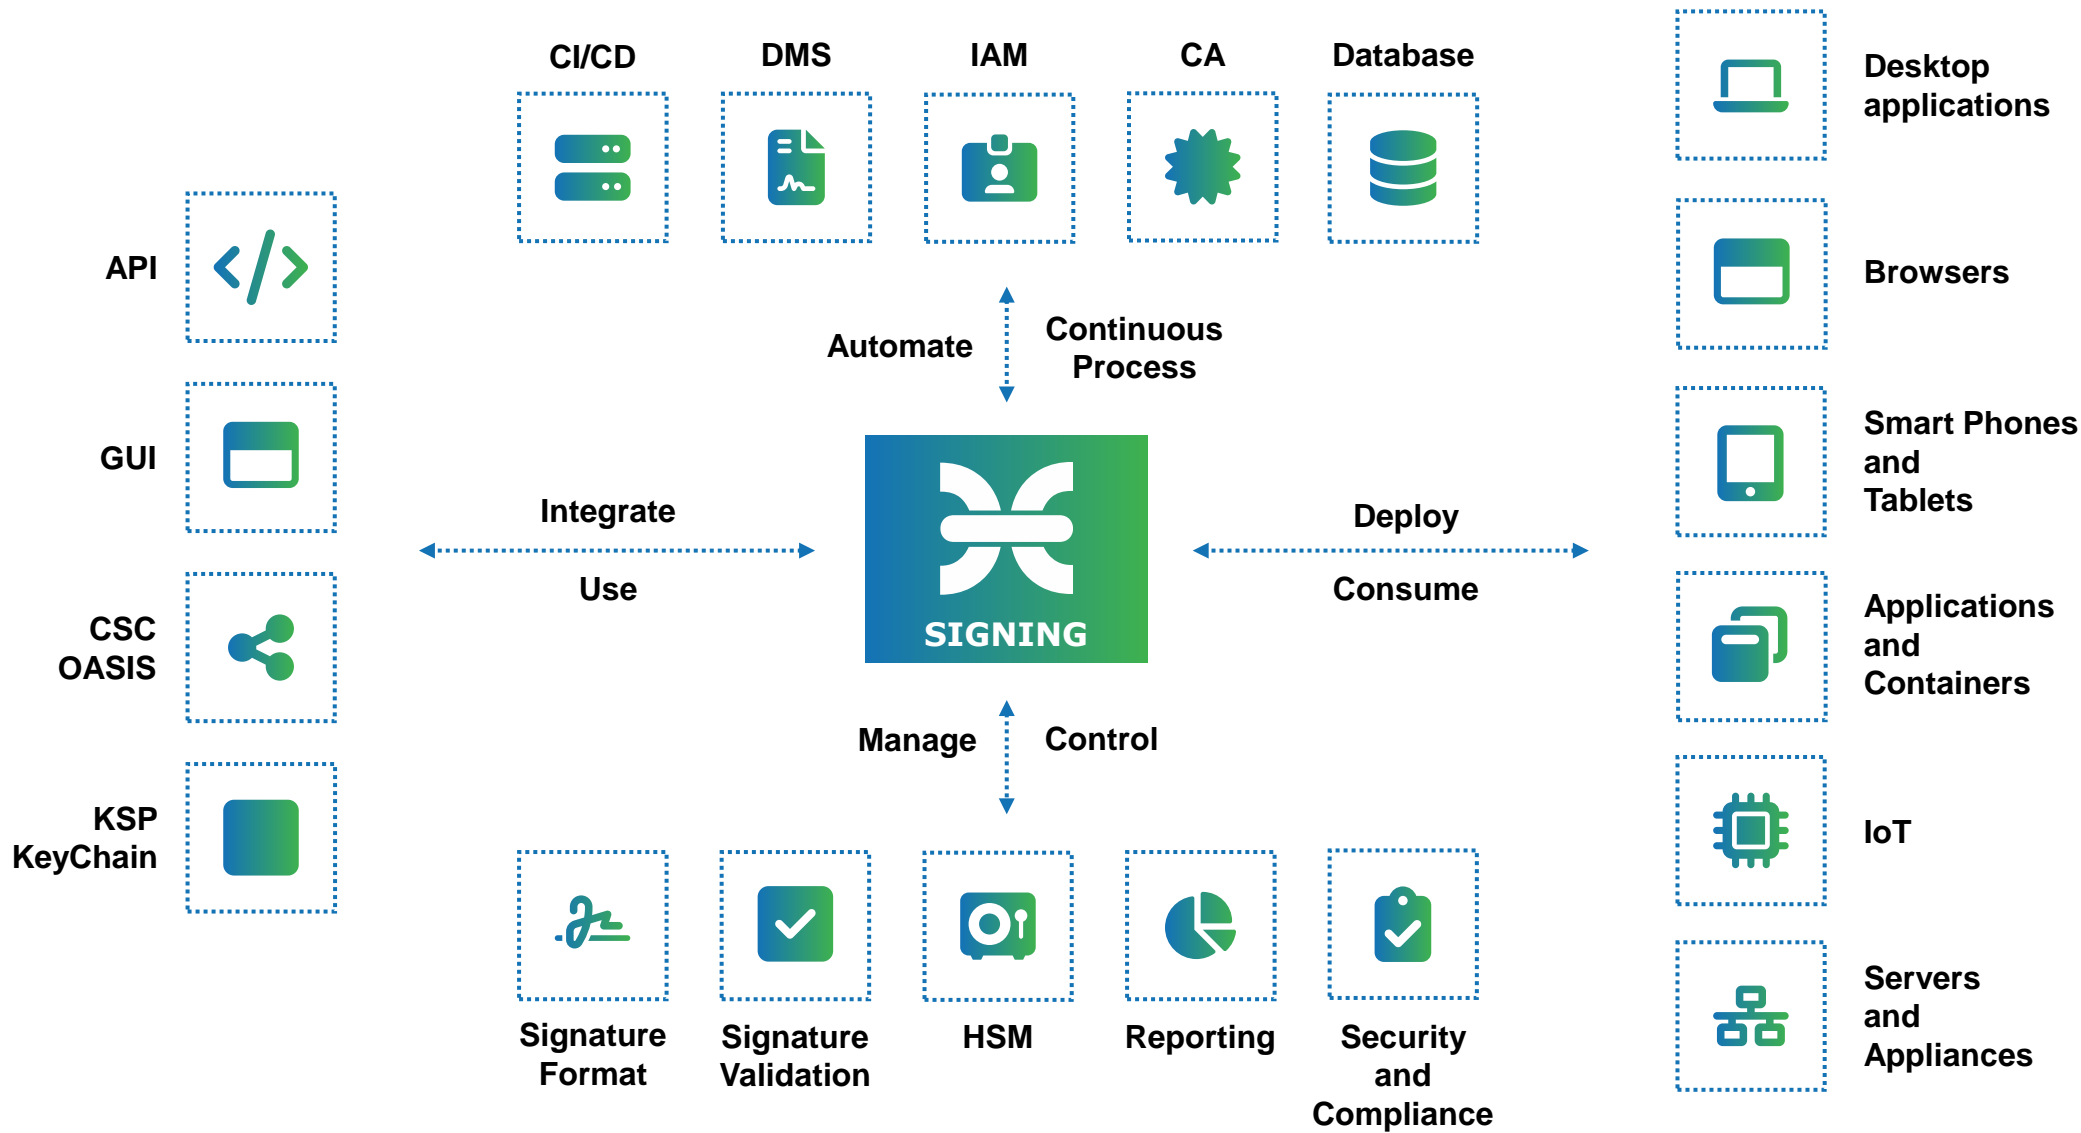 CI/CD
DMS
IAM
CA
Database
API
GUI
CSC
OASIS
KSP
KeyChain
Automate
Continuous
Process
Integrate
Use
SIGNING
Deploy
Consume
Manage
Control
Signature
Format
Signature
Validation
HSM
Reporting
Security
and
Compliance
Desktop
applications
Browsers
Smart Phones
and
Tablets
Applications
and
Containers
IoT
Servers
and
Appliances